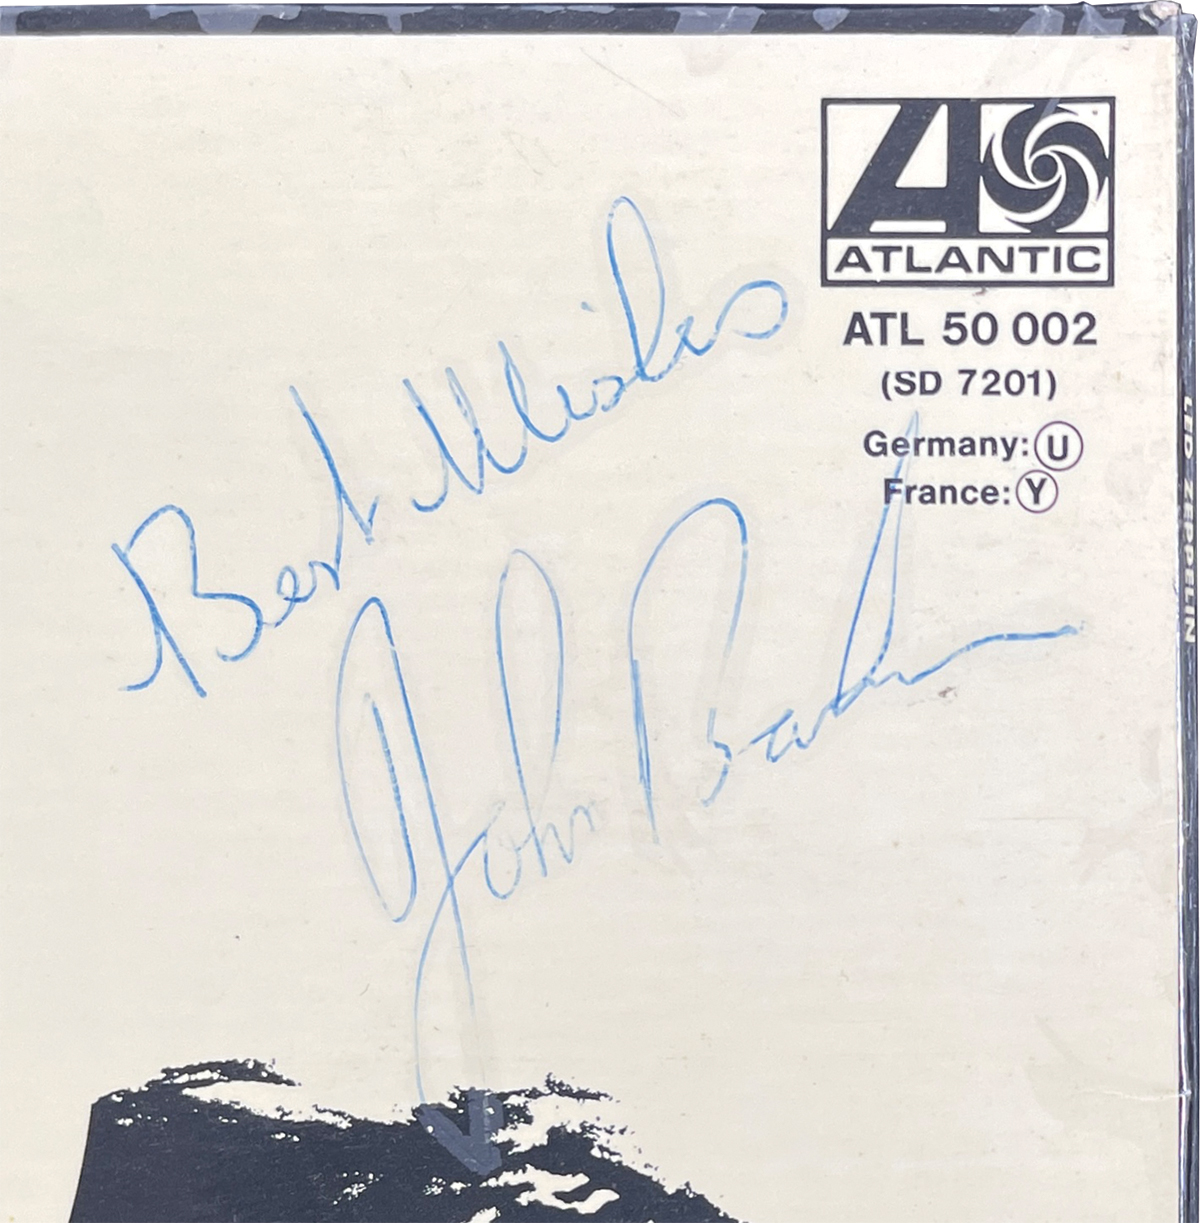 ATLANTIC
ATL 50 002
(SD 7201)
Germany: U
France: Y
LED ZEPPELIN
Best Wishes
John Bonham